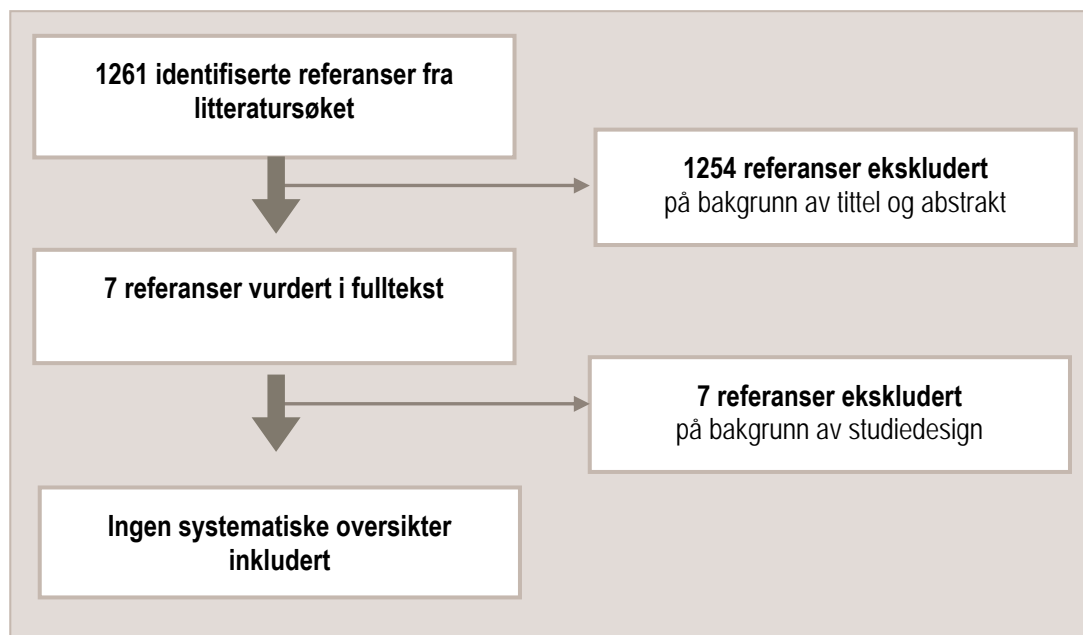 1261 identifiserte referanser fra
litteratursøket
1254 referanser ekskludert
på bakgrunn av tittel og abstrakt
7 referanser vurdert i fulltekst
7 referanser ekskludert
på bakgrunn av studiedesign
Ingen systematiske oversikter
inkludert